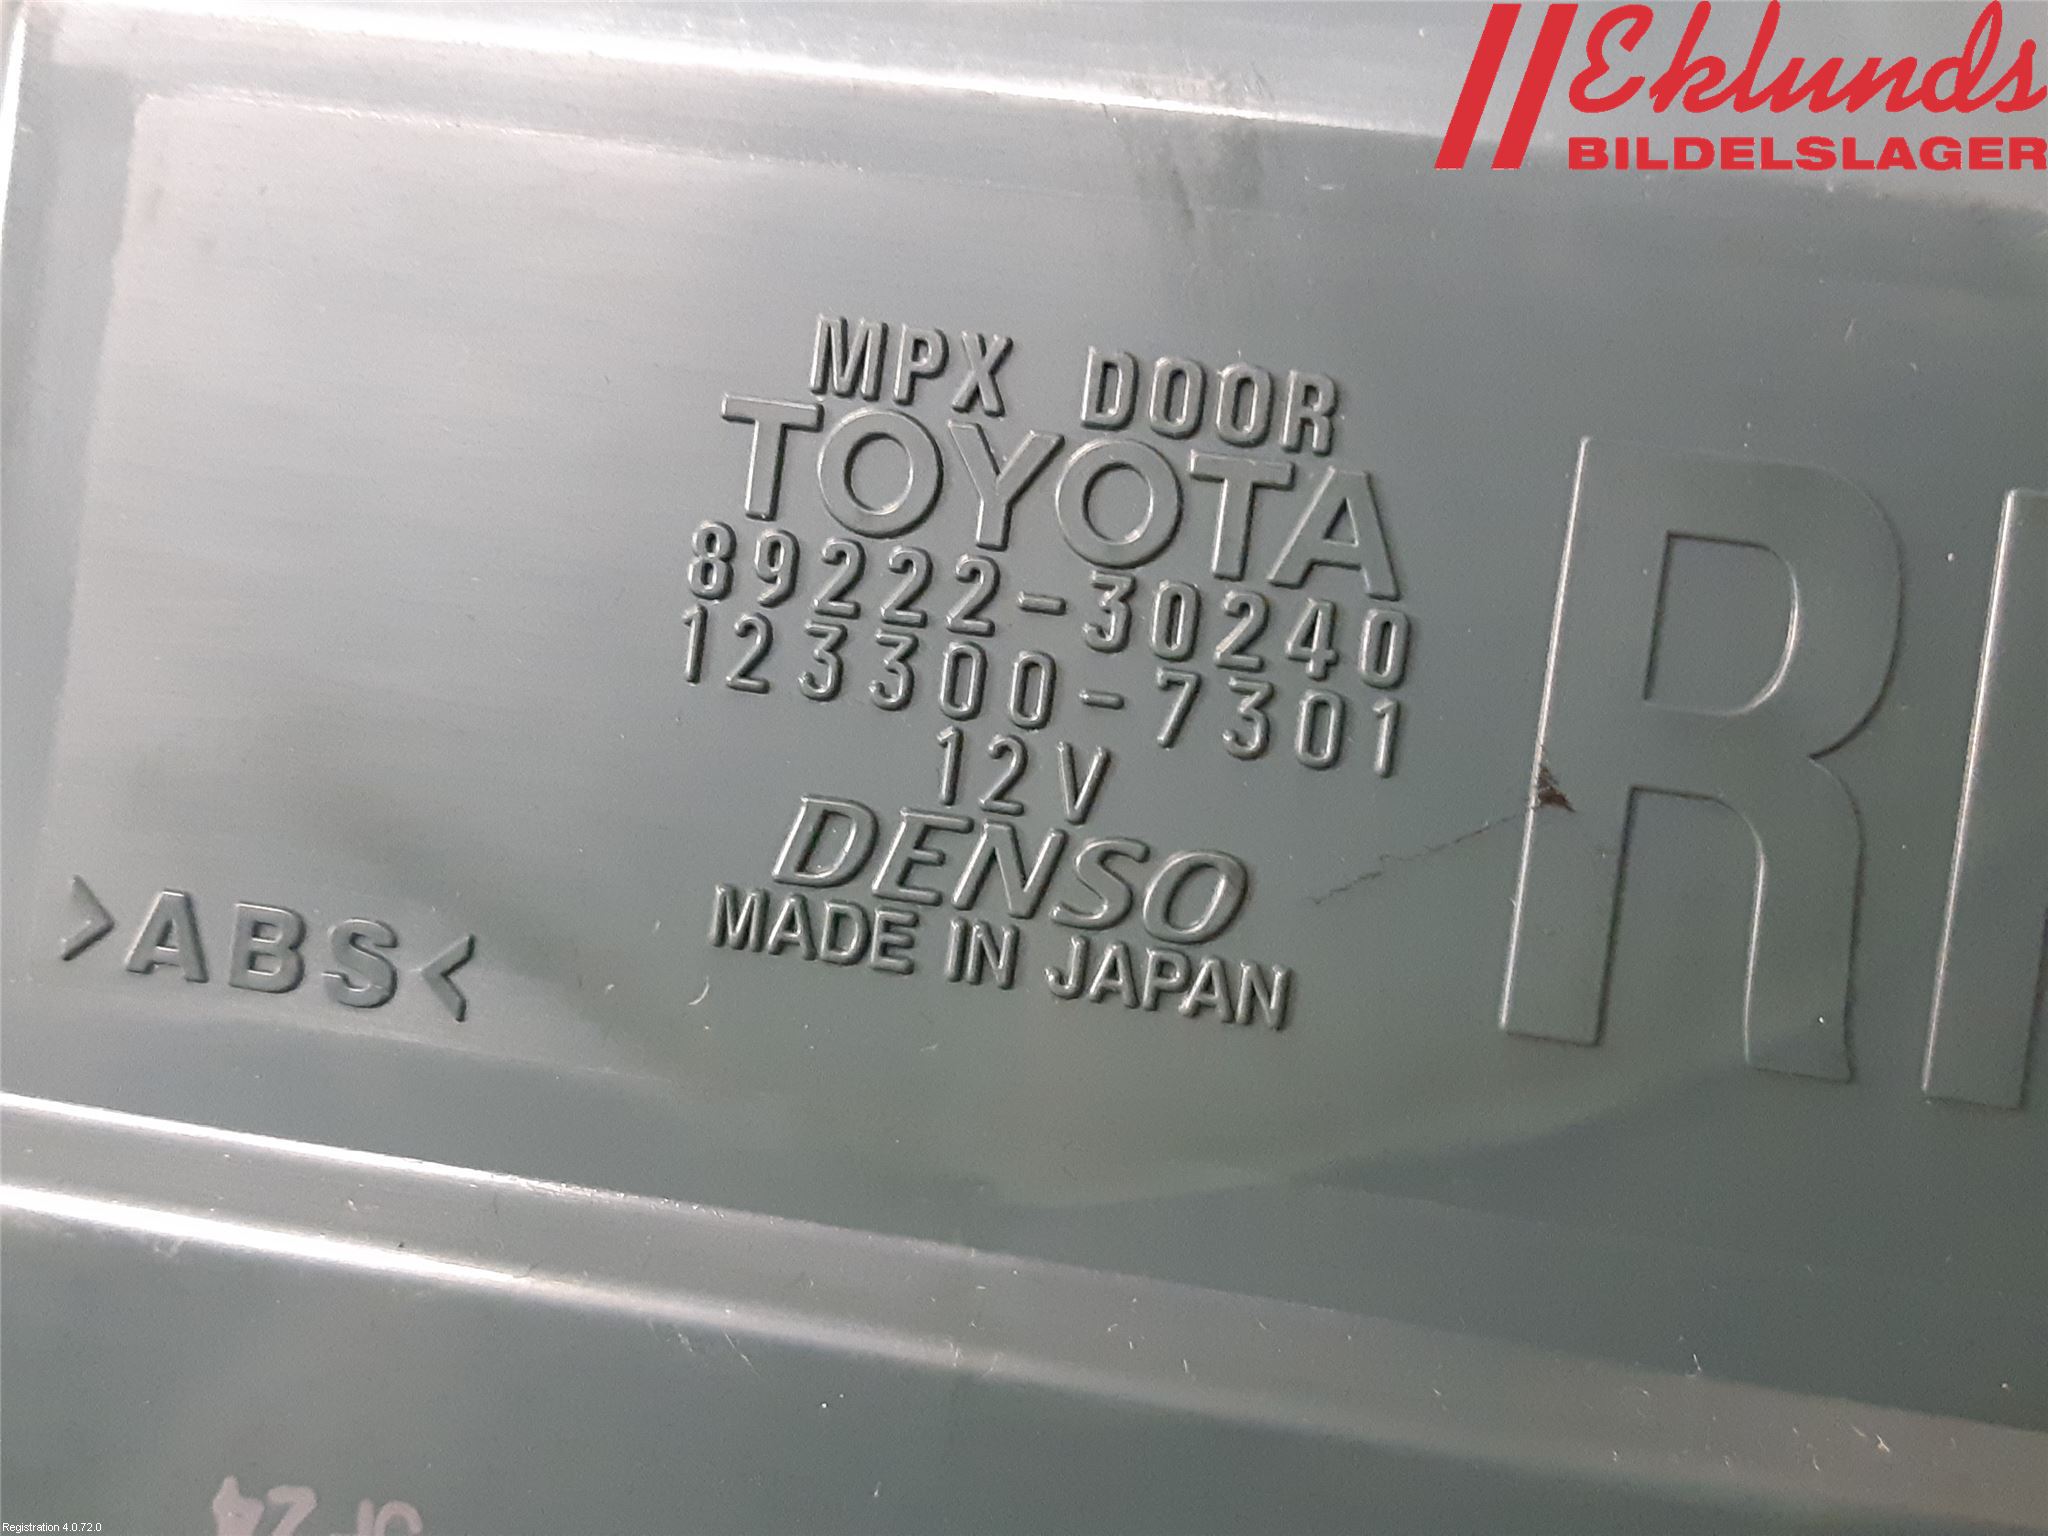 Eklunds
BILDELSLAGER
MPX DOOR
TOYOTA
89222-30240
123300-7301
12V
DENSO
MADE IN JAPAN
>ABS<
Registration 4.0.72.0